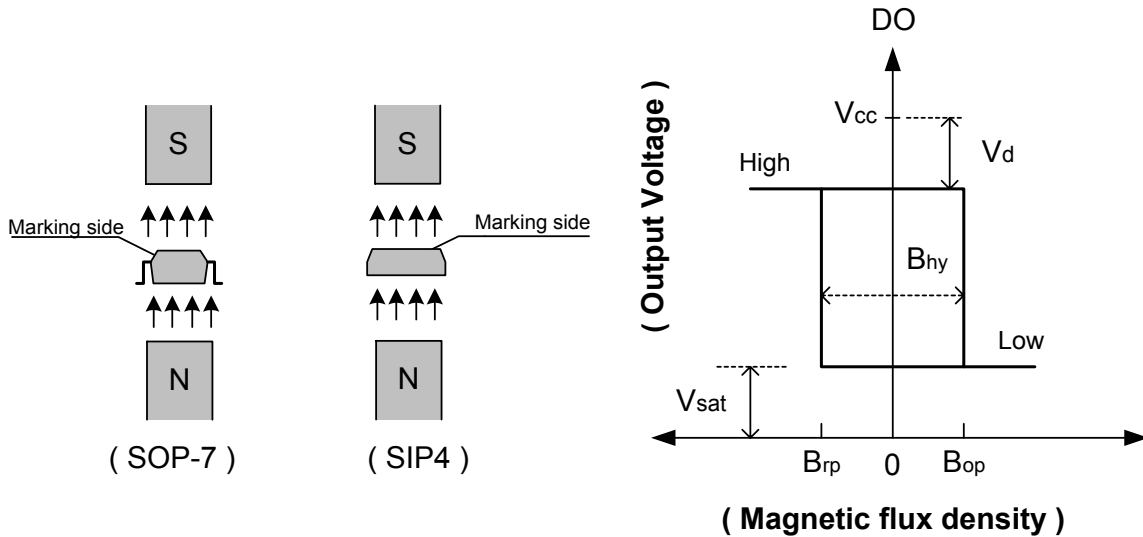 S
S
Marking side
Marking side
N
N
( SOP-7 )
( SIP4 )
DO
( Output Voltage )
Vcc
Vd
High
Bhy
Low
Vsat
Brp
0
Bop
( Magnetic flux density )